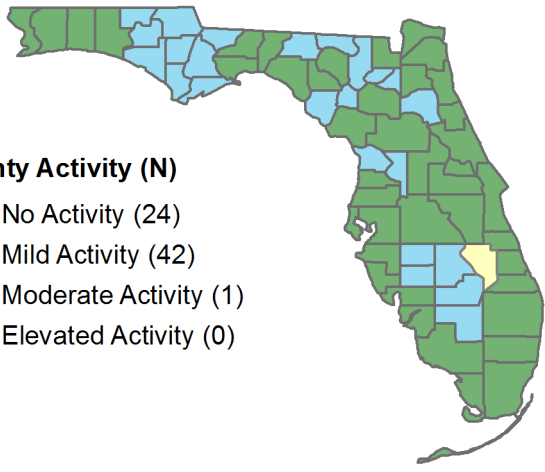 nty Activity (N)
No Activity (24)
Mild Activity (42)
Moderate Activity (1)
Elevated Activity (0)